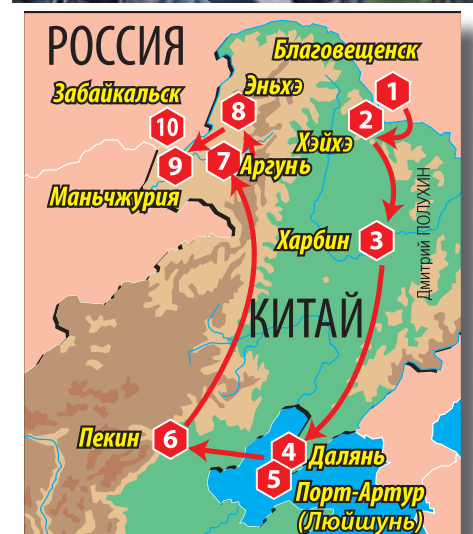 РОССИЯ
Благовещенск
1
Забайкальск
Эньхэ
8
2
10
Хэйхэ
7
Аргунь
9
Маньчжурия
Харбин
3
Дмитрий ПОЛУХИН
КИТАЙ
Пекин
6
4
Далянь
5
Порт-Артур
(Люйшунь)